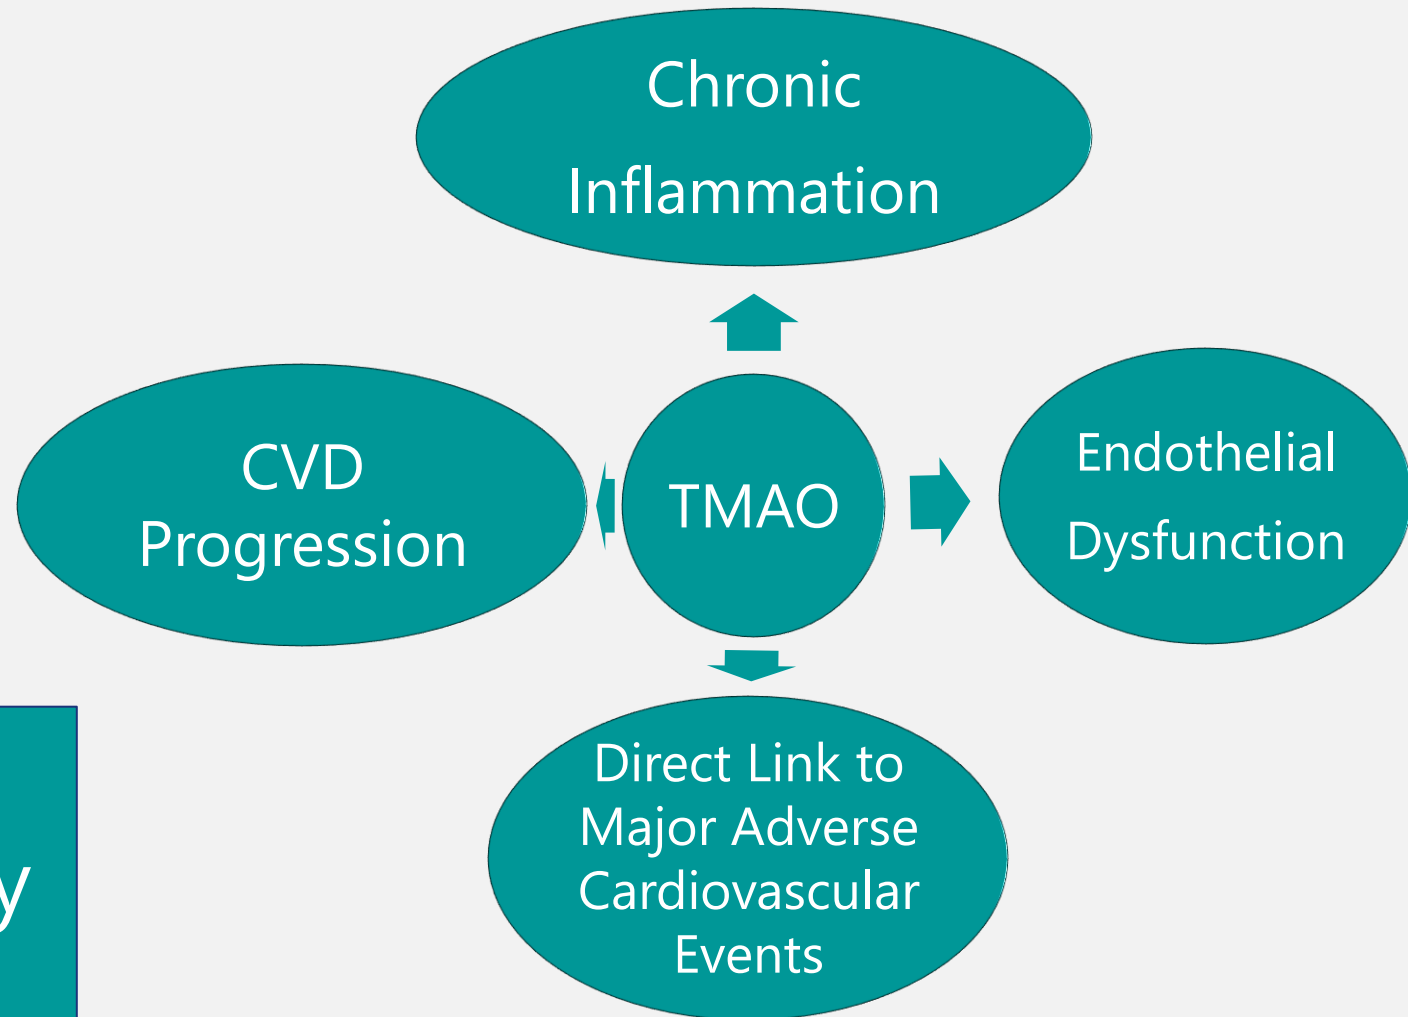 Chronic
Inflammation
CVD
Progression
TMAO
Endothelial
Dysfunction
Direct Link to
Major Adverse
Cardiovascular
Events